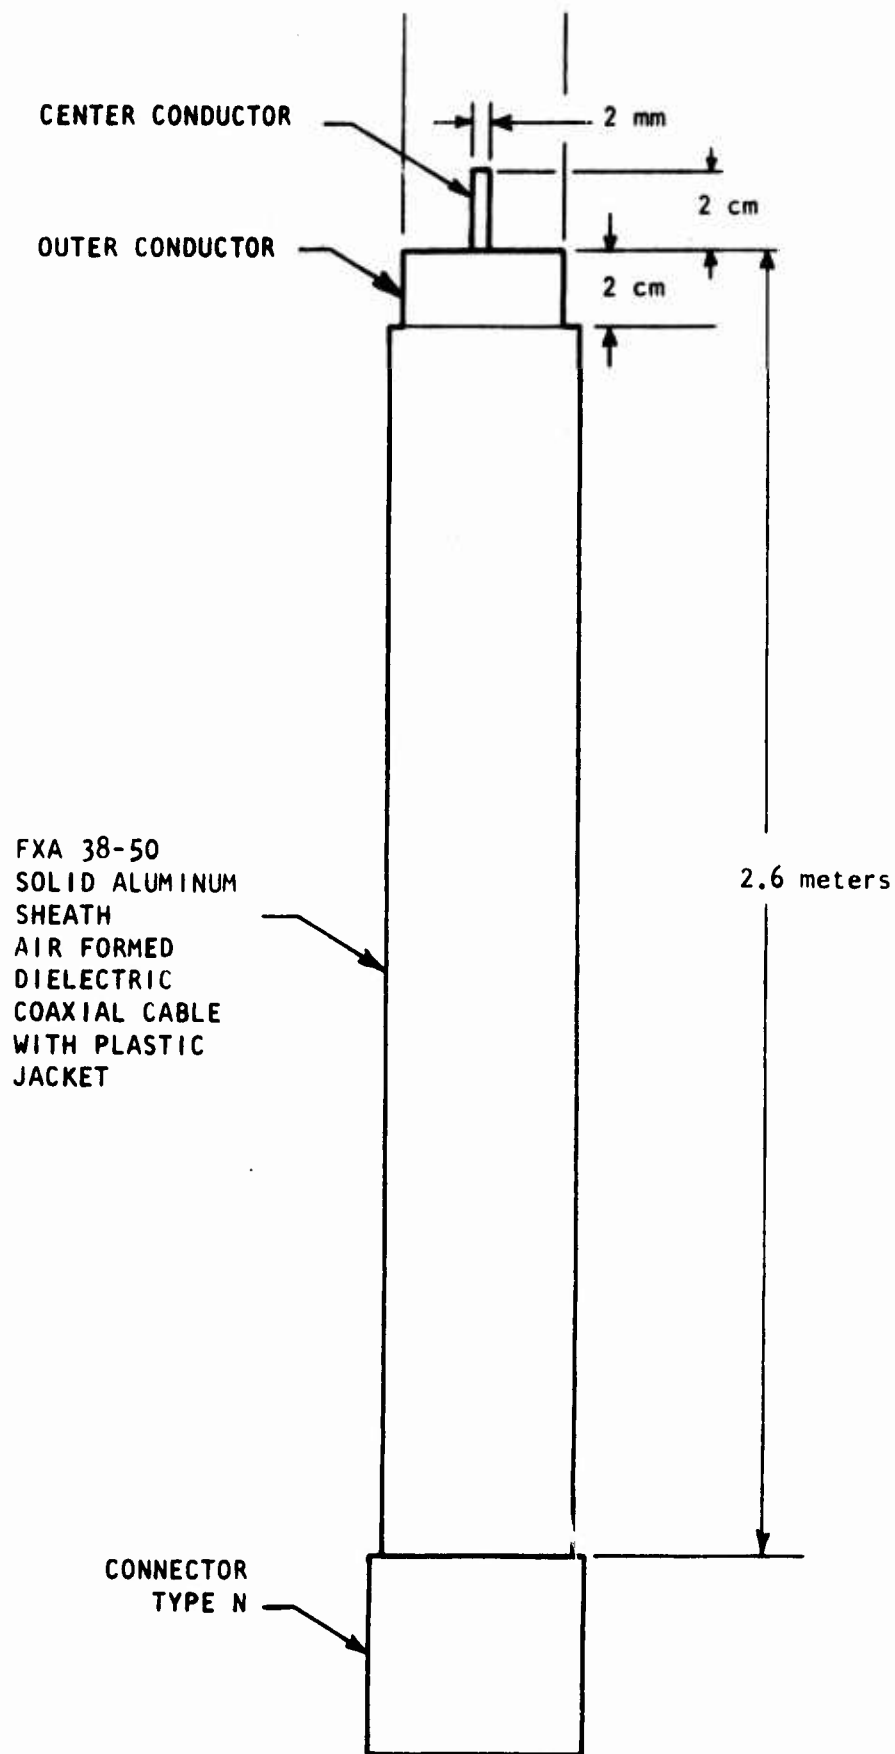 CENTER CONDUCTOR
2 mm
2 cm
OUTER CONDUCTOR
2 cm
FXA 38-50
SOLID ALUMINUM
SHEATH
AIR FORMED
DIELECTRIC
COAXIAL CABLE
WITH PLASTIC
JACKET
2.6 meters
CONNECTOR
TYPE N